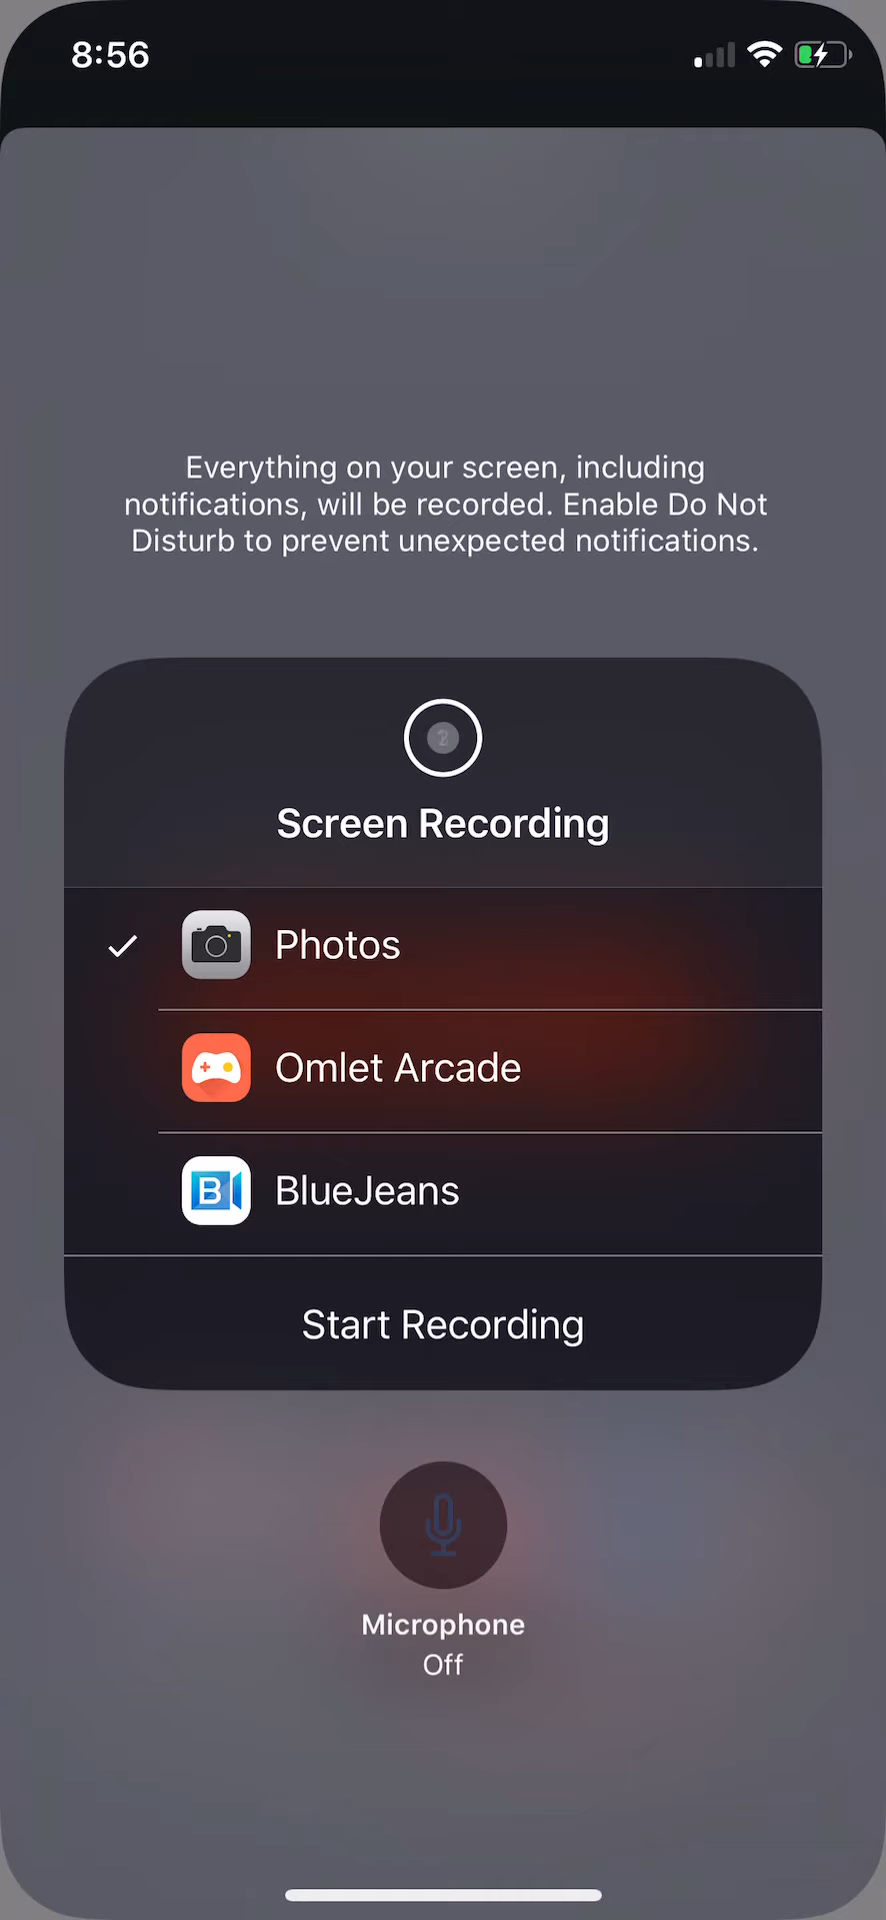 8:56
Everything on your screen, including
notifications, will be recorded. Enable Do Not
Disturb to prevent unexpected notifications.
2
Screen Recording
Photos
Omlet Arcade
B
BlueJeans
Start Recording
Microphone
Off